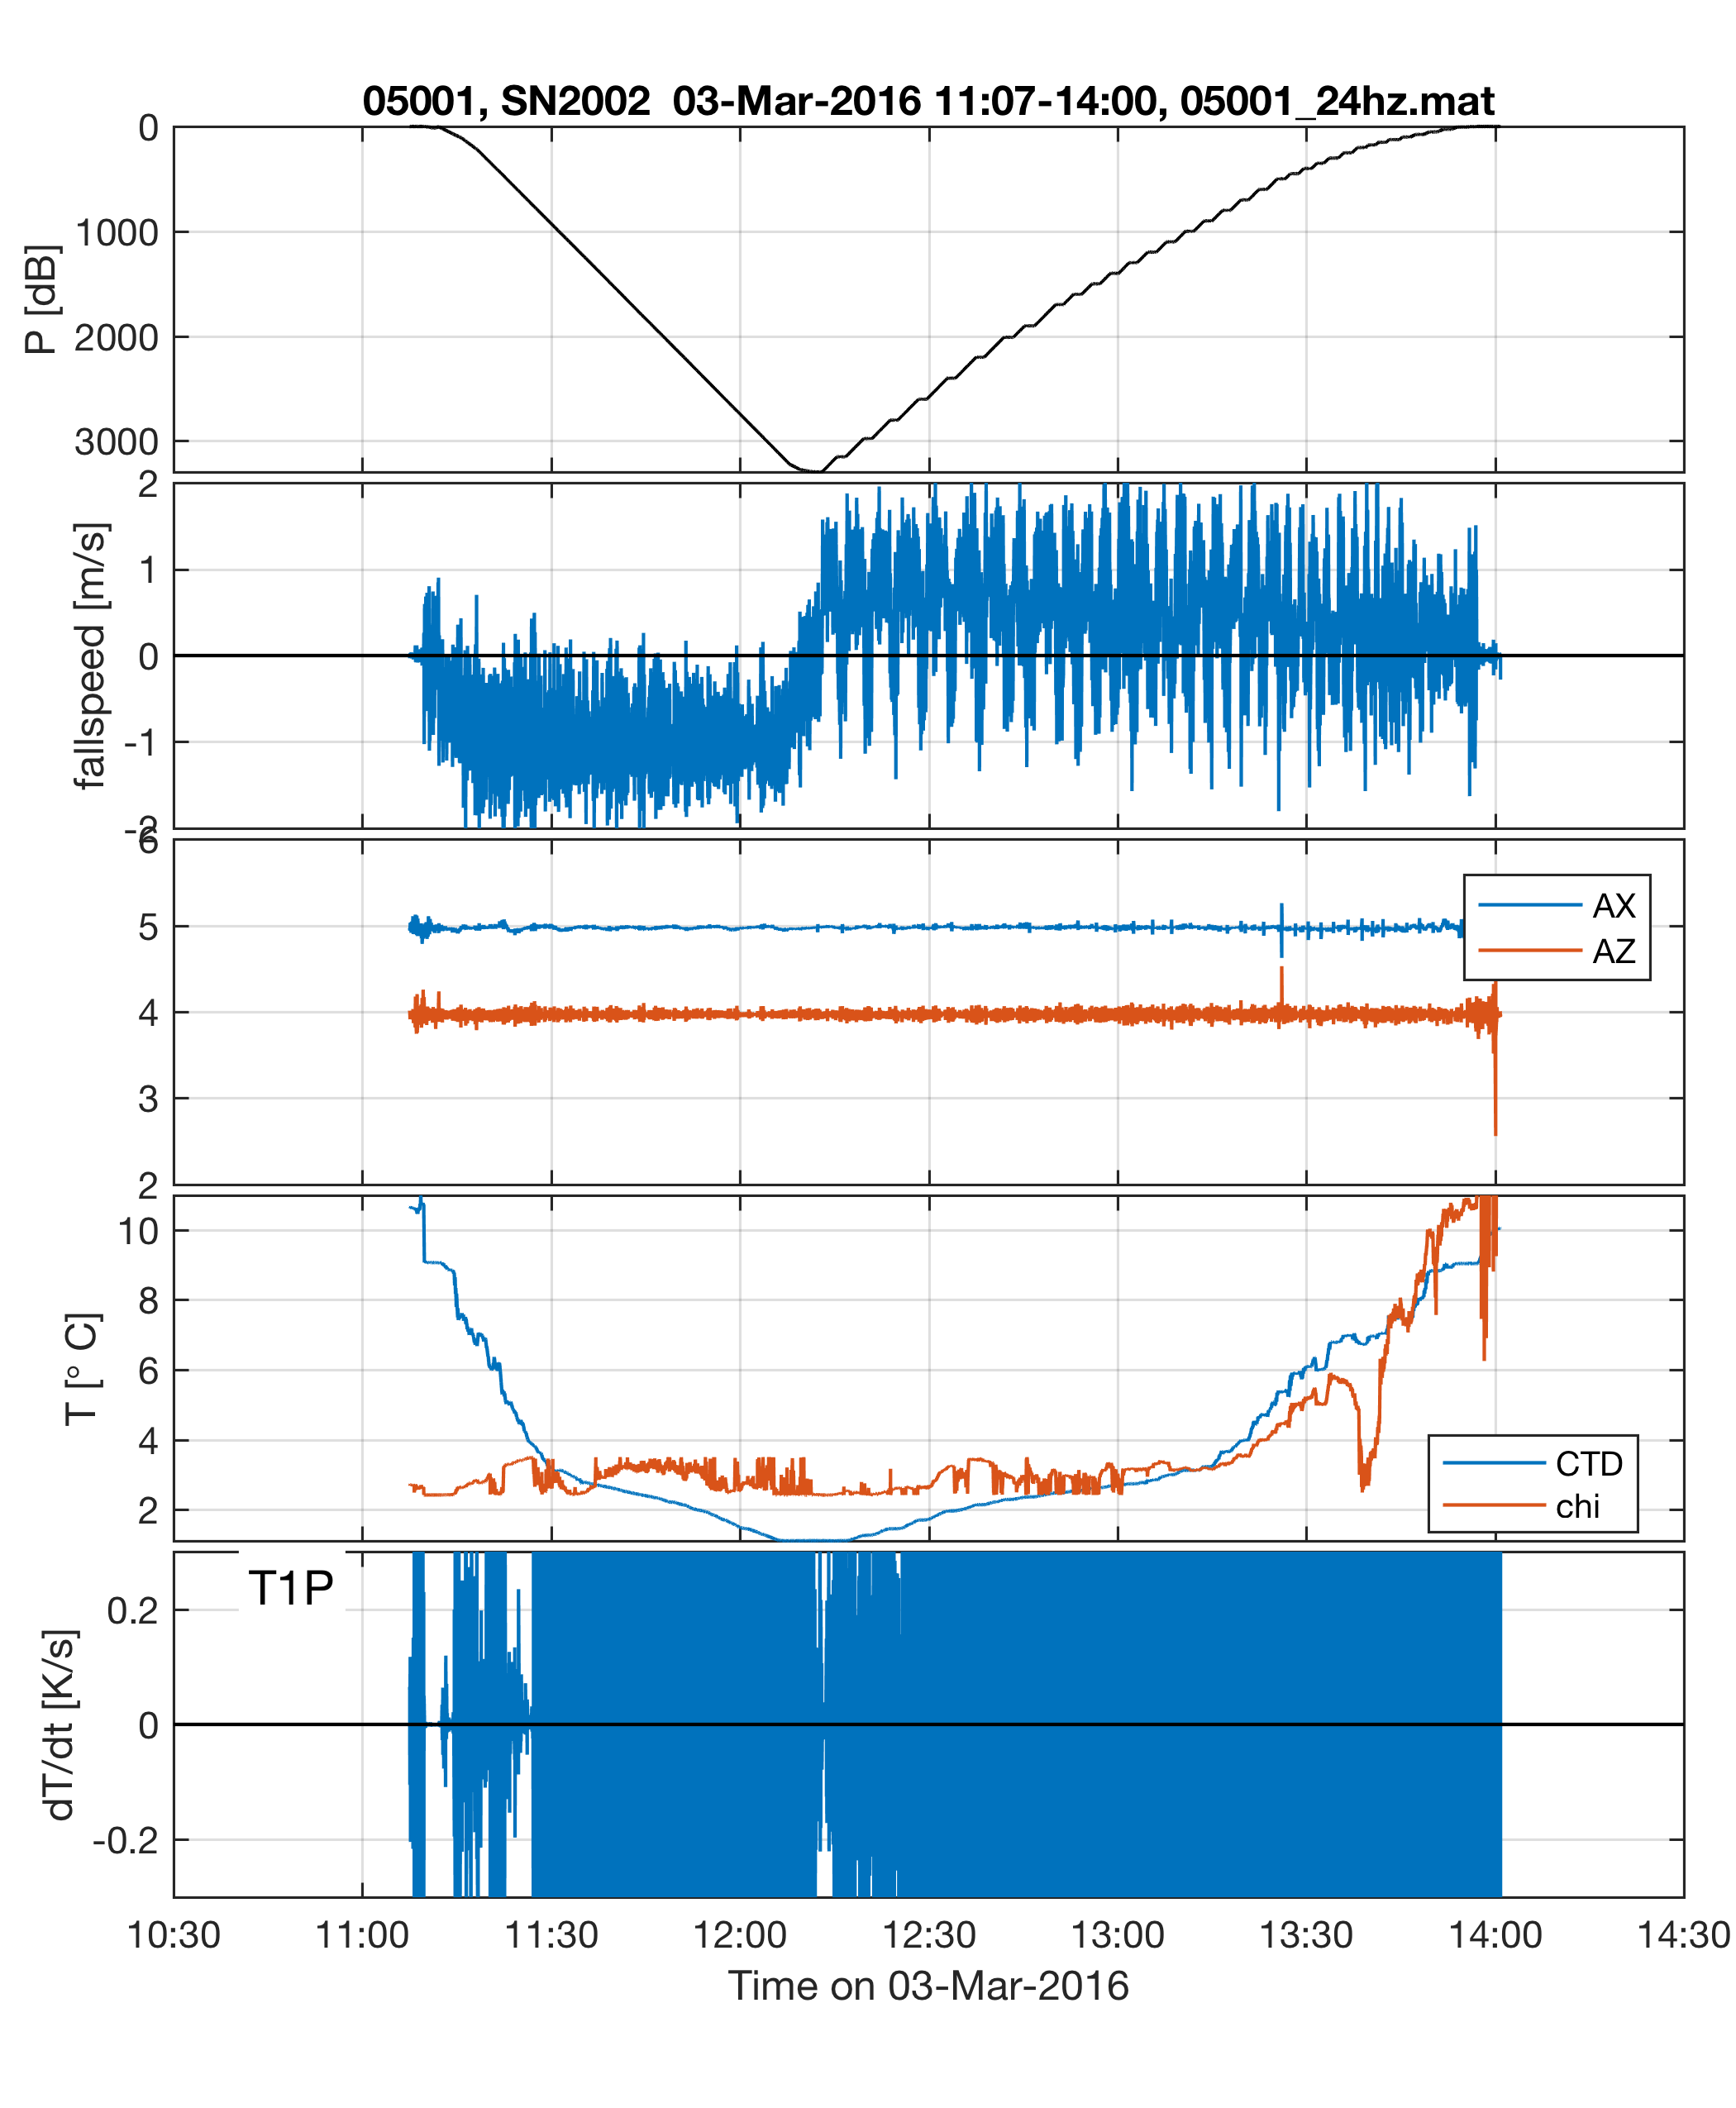 05001, SN2002  03-Mar-2016 11:07-14:00, 05001_24hz.mat
0
1000
2000
3000
P [dB]
2
1
0
-1
-2
fallspeed [m/s]
6
5
4
3
2
AX
AZ
10
8
6
4
2
T [° C]
CTD
chi
T1P
0.2
0
-0.2
dT/dt [K/s]
10:30 11:00 11:30 12:00 12:30 13:00 13:30 14:00 14:30
Time on 03-Mar-2016